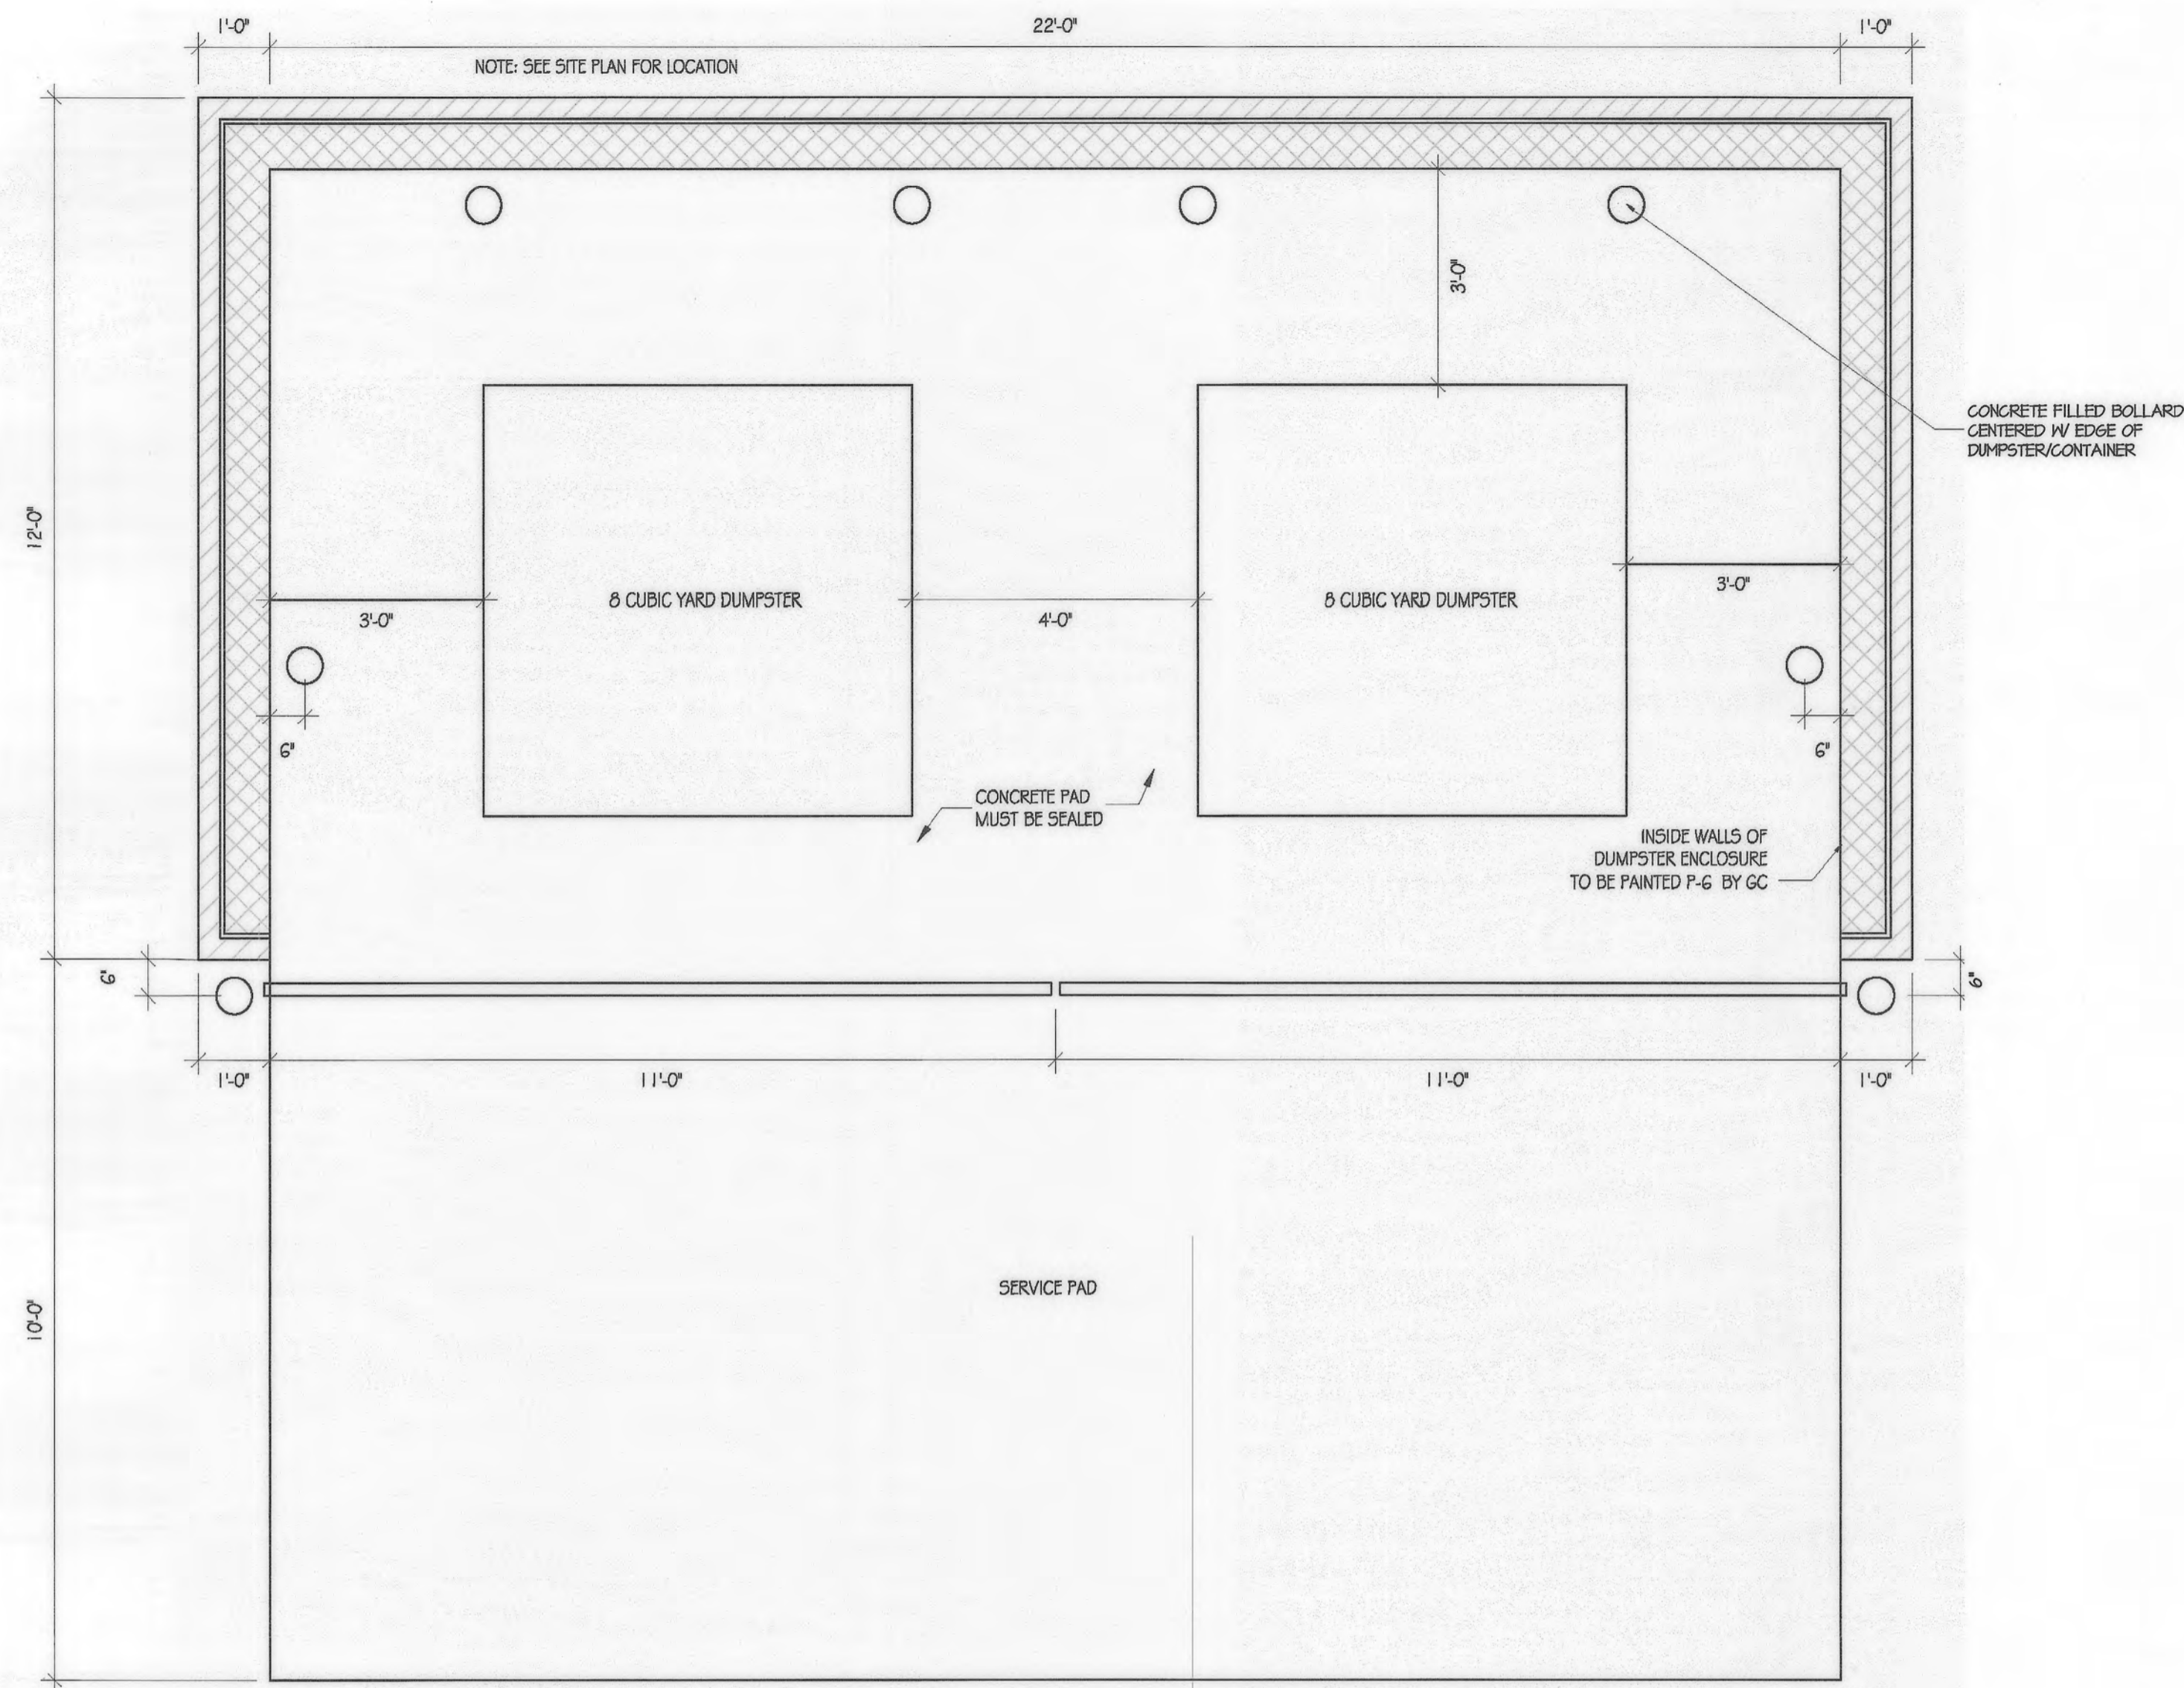 1'-0"
22'-0"
1'-0"
NOTE: SEE SITE PLAN FOR LOCATION
3'-0"
CONCRETE FILLED BOLLARD
CENTERED W/ EDGE OF
DUMPSTER/CONTAINER
12'-0"
8 CUBIC YARD DUMPSTER
8 CUBIC YARD DUMPSTER
3'-0"
4'-0"
3'-0"
6"
6"
CONCRETE PAD
MUST BE SEALED
INSIDE WALLS OF
DUMPSTER ENCLOSURE
TO BE PAINTED P-6 BY GC
6"
6"
1'-0"
11'-0"
11'-0"
1'-0"
SERVICE PAD
10'-0"